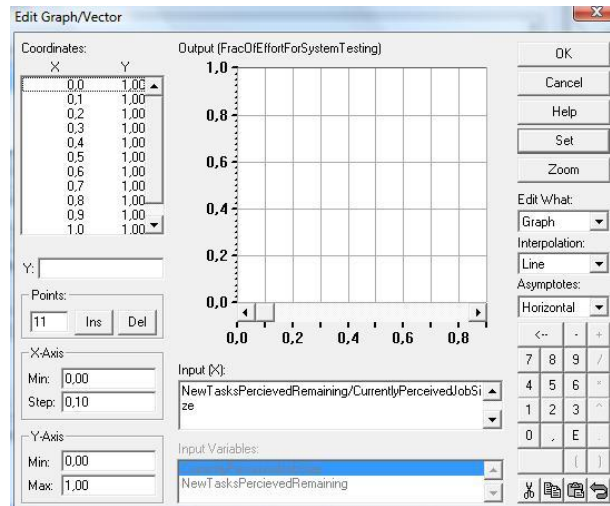 Edit Graph/Vector
Coordinates:
X Y
0,0 1,00
0,1 1,00
0,2 1,00
0,3 1,00
0,4 1,00
0,5 1,00
0,6 1,00
0,7 1,00
0,8 1,00
0,9 1,00
1,0 1,00
Y:
Points:
11 Ins Del
X-Axis
Min: 0,00
Step: 0,10
Y-Axis
Min: 0,00
Max: 1,00
Output (FracOfEffortForSystemTesting)
1,0
0,8
0,6
0,4
0,2
0,0
0,0 0,2 0,4 0,6 0,8
Input (X):
NewTasksPercievedRemaining/CurrentlyPerceivedJobSi
ze
Input Variables:
NewTasksPercievedRemaining
OK
Cancel
Help
Set
Zoom
Edit What:
Graph
Interpolation:
Line
Asymptotes:
Horizontal
<-- - +
7 8 9 /
4 5 6 *
1 2 3 ^
0 , E .
( )